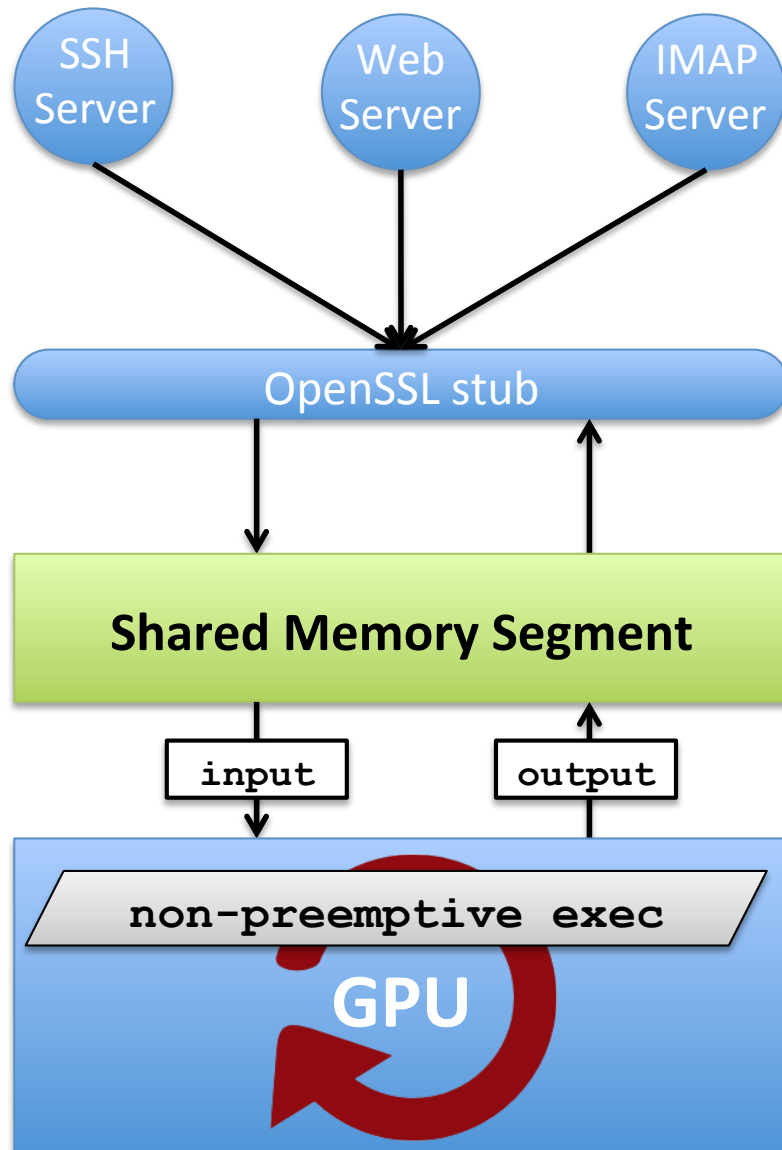 SSH
Server
Web
Server
IMAP
Server
OpenSSL stub
Shared Memory Segment
input
output
non-preemptive exec
GPU